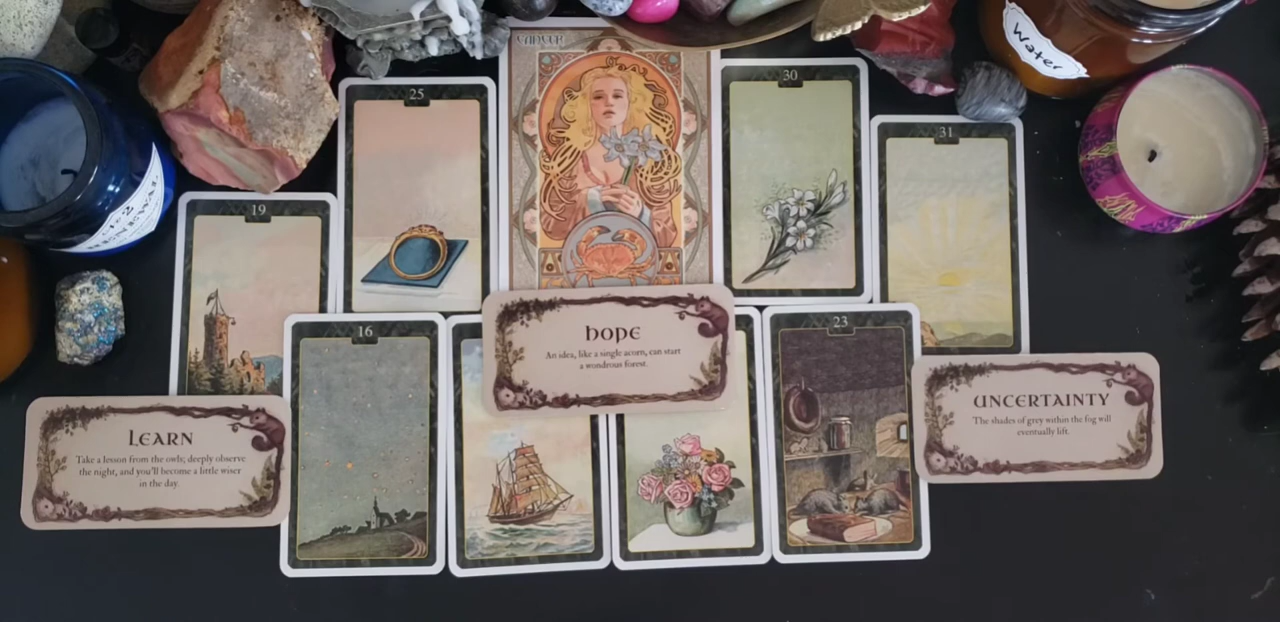 Water
CANCER
25
30
31
19
16
23
RENEWAL
HOPE
An idea, like a single acorn, can start
a wondrous forest.
LEARN
Take a lesson from the owls; deeply observe
the night, and you'll become a little wiser
in the day.
UNCERTAINTY
The shades of grey within the fog will
eventually lift.